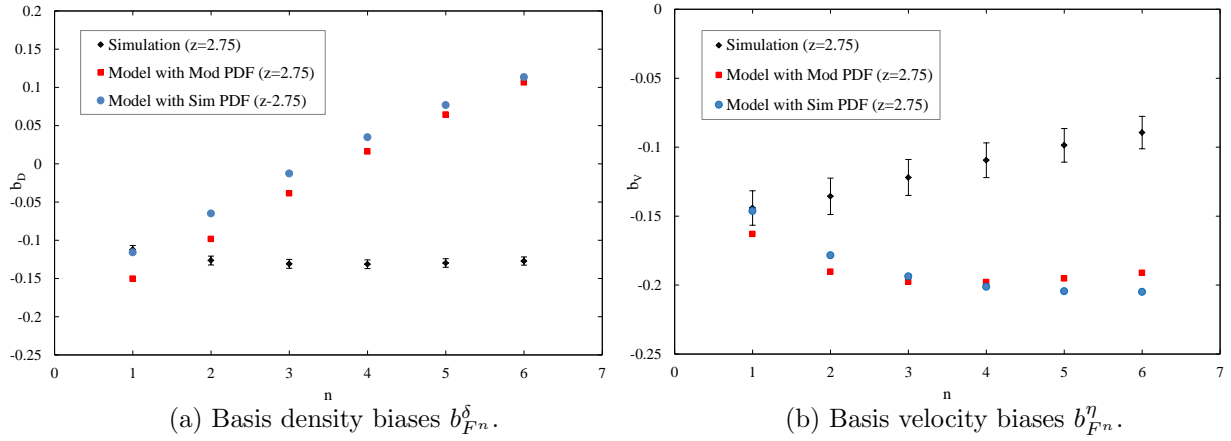 0.2
0.15
0.1
0.05
0
-0.05
-0.1
-0.15
-0.2
-0.25
b_D
0 1 2 3 4 5 6 7
n
Simulation (z=2.75)
Model with Mod PDF (z=2.75)
Model with Sim PDF (z-2.75)
(a) Basis density biases b^δ_{F^n}.
0
-0.05
-0.1
-0.15
-0.2
-0.25
b_V
0 1 2 3 4 5 6 7
n
Simulation (z=2.75)
Model with Mod PDF (z=2.75)
Model with Sim PDF (z=2.75)
(b) Basis velocity biases b^η_{F^n}.